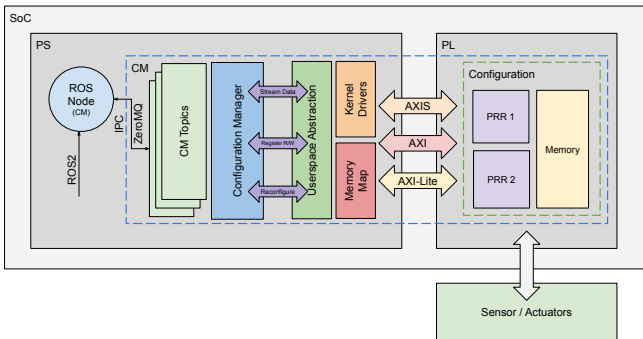 SoC
PS
PL
CM
Configuration
ROS
Node
(CM)
IPC
ZeroMQ
ROS2
CM Topics
Configuration Manager
Stream Data
Register R/W
Reconfigure
Userspace Abstraction
Kernel
Drivers
Memory
Map
AXIS
AXI
AXI-Lite
PRR 1
PRR 2
Memory
Sensor / Actuators